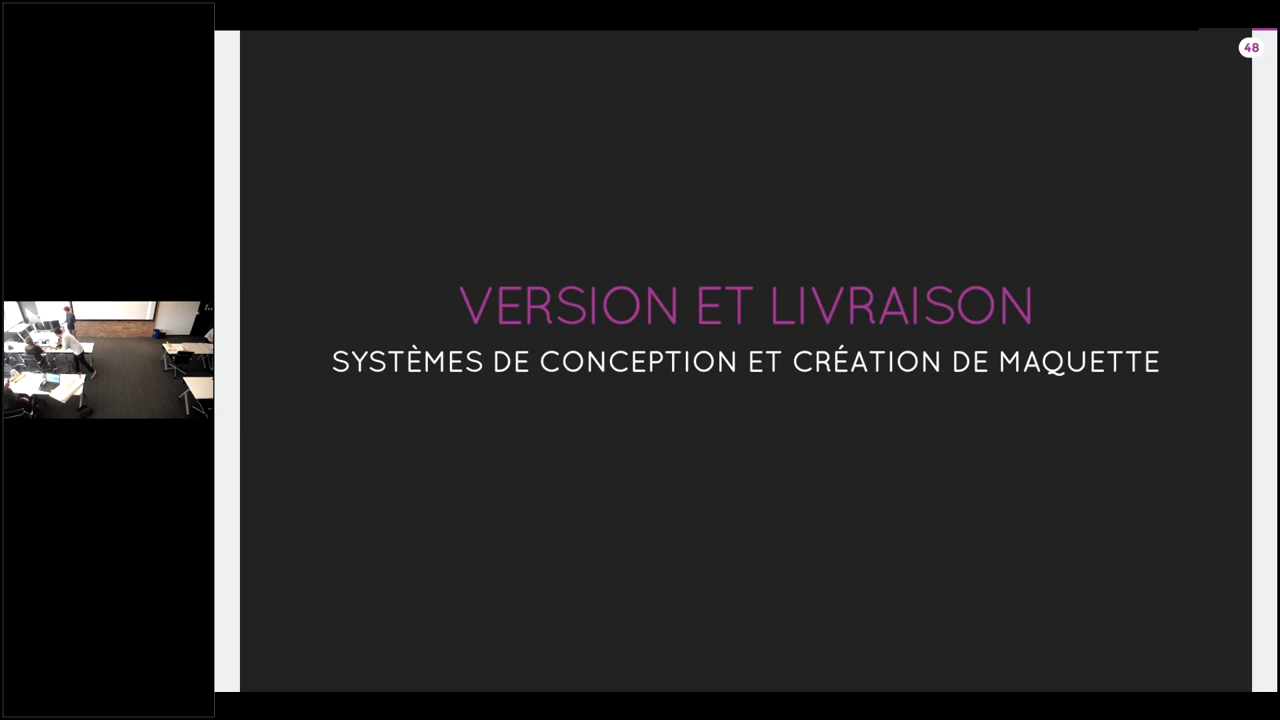 48
VERSION ET LIVRAISON
SYSTÈMES DE CONCEPTION ET CRÉATION DE MAQUETTE